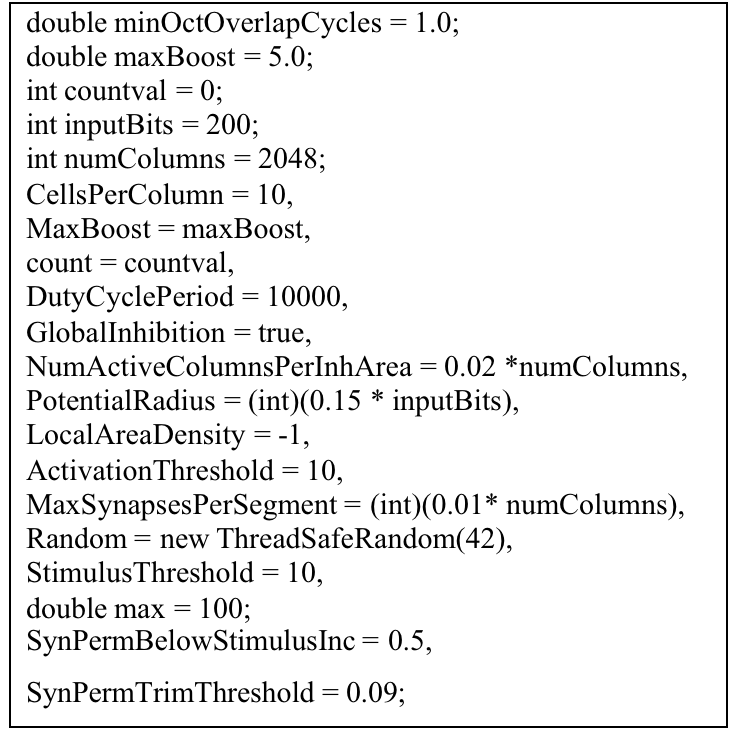 double minOctOverlapCycles = 1.0;
double maxBoost = 5.0;
int countval = 0;
int inputBits = 200;
int numColumns = 2048;
CellsPerColumn = 10,
MaxBoost = maxBoost,
count = countval,
DutyCyclePeriod = 10000,
GlobalInhibition = true,
NumActiveColumnsPerInhArea = 0.02 *numColumns,
PotentialRadius = (int)(0.15 * inputBits),
LocalAreaDensity = -1,
ActivationThreshold = 10,
MaxSynapsesPerSegment = (int)(0.01* numColumns),
Random = new ThreadSafeRandom(42),
StimulusThreshold = 10,
double max = 100;
SynPermBelowStimulusInc = 0.5,
SynPermTrimThreshold = 0.09;